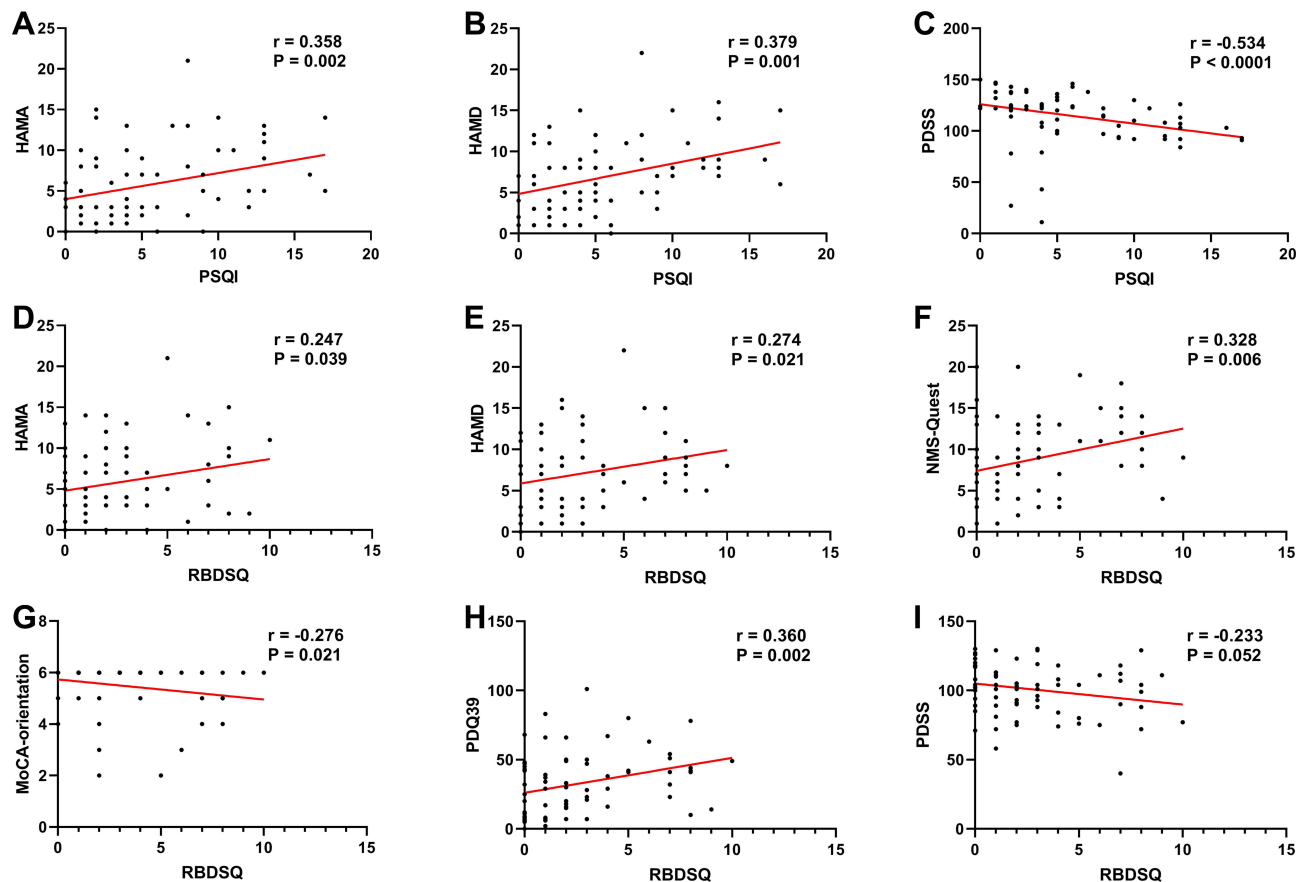 A
r = 0.358
P = 0.002
HAMA
25
20
15
10
5
0
0 5 10 15 20
PSQI
B
r = 0.379
P = 0.001
HAMD
25
20
15
10
5
0
0 5 10 15 20
PSQI
C
r = -0.534
P < 0.0001
PDSS
200
150
100
50
0
0 5 10 15 20
PSQI
D
r = 0.247
P = 0.039
HAMA
25
20
15
10
5
0
0 5 10 15
RBDSQ
E
r = 0.274
P = 0.021
HAMD
25
20
15
10
5
0
0 5 10 15
RBDSQ
F
r = 0.328
P = 0.006
NMS-Quest
25
20
15
10
5
0
0 5 10 15
RBDSQ
G
r = -0.276
P = 0.021
MoCA-orientation
8
6
4
2
0
0 5 10 15
RBDSQ
H
r = 0.360
P = 0.002
PDQ39
150
100
50
0
0 5 10 15
RBDSQ
I
r = -0.233
P = 0.052
PDSS
150
100
50
0
0 5 10 15
RBDSQ